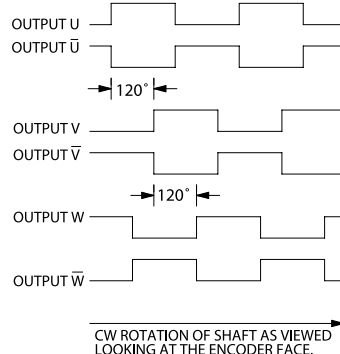 OUTPUT U
OUTPUT U̅
120°
OUTPUT V
OUTPUT V̅
120°
OUTPUT W
OUTPUT W̅
CW ROTATION OF SHAFT AS VIEWED
LOOKING AT THE ENCODER FACE.